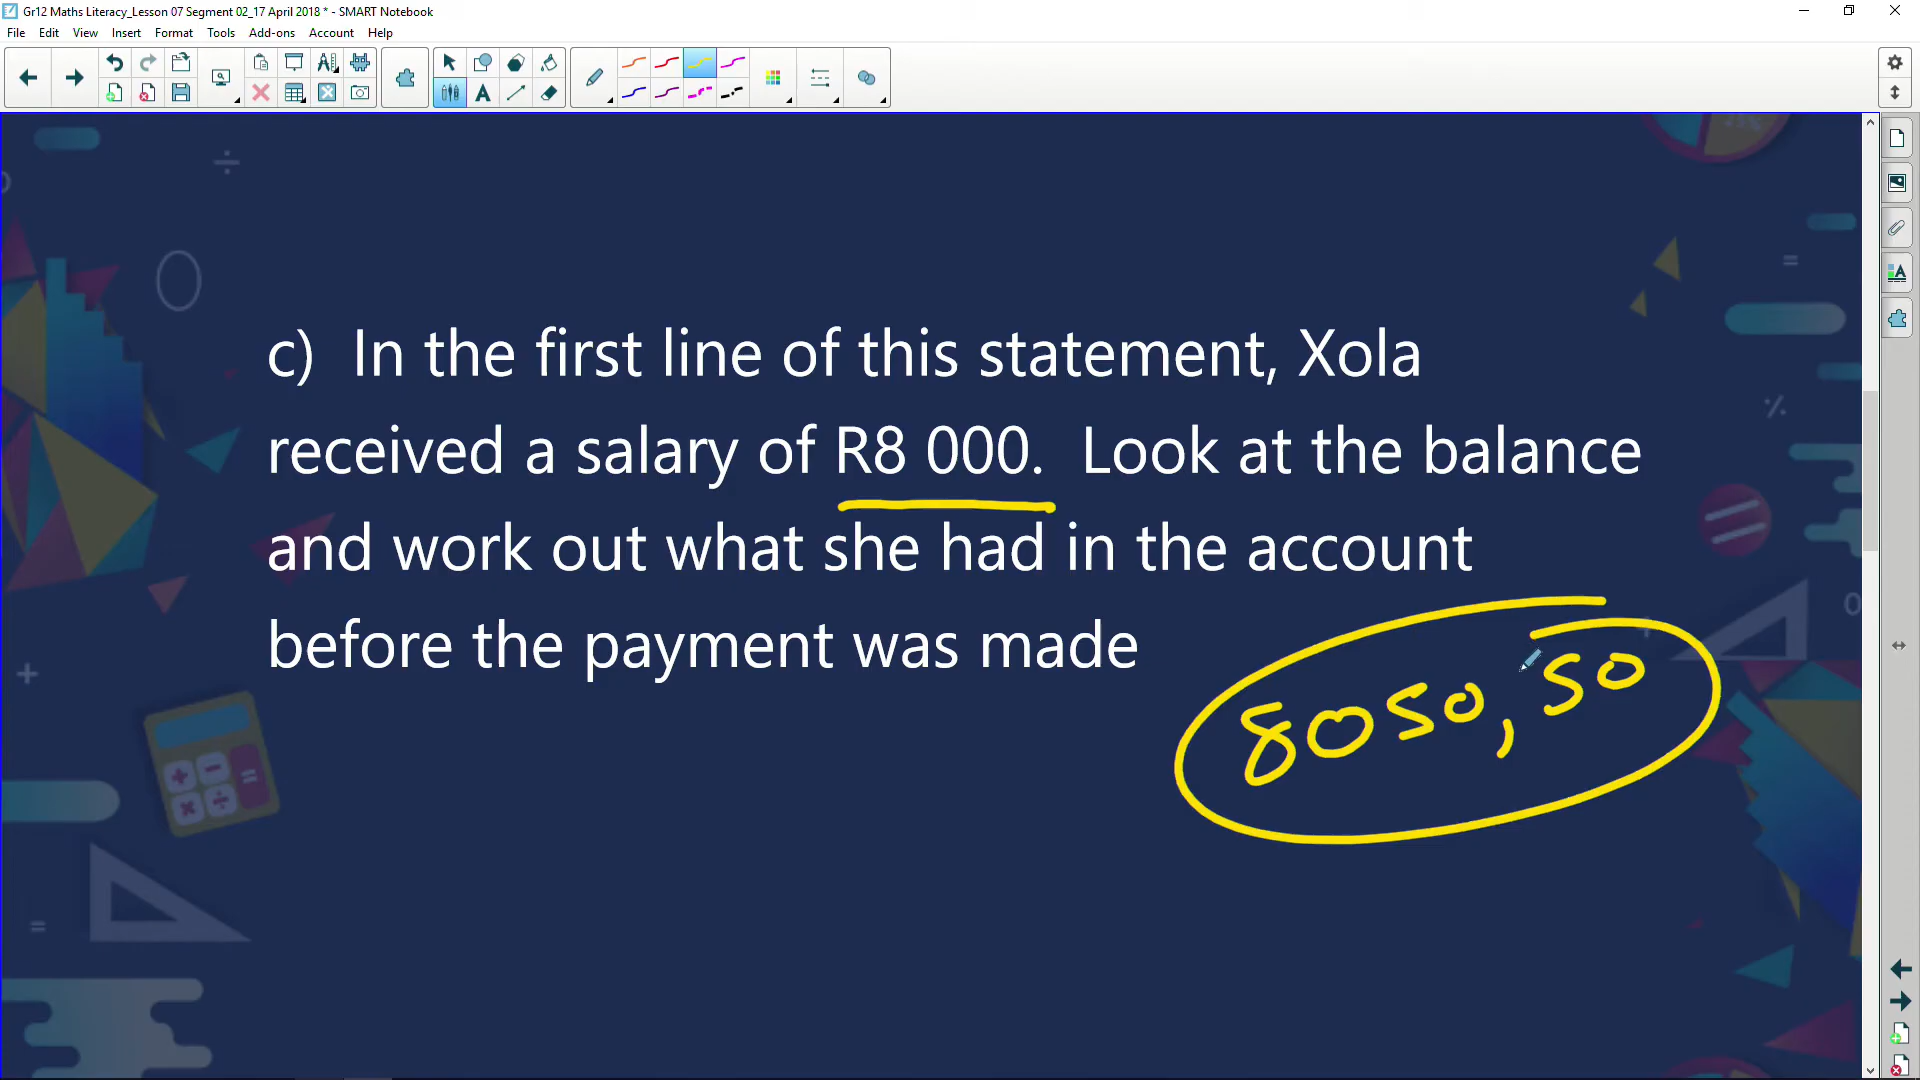 Gr12 Maths Literacy_Lesson 07 Segment 02_17 April 2018 * - SMART Notebook
File Edit View Insert Format Tools Add-ons Account Help
c) In the first line of this statement, Xola
received a salary of R8 000. Look at the balance
and work out what she had in the account
before the payment was made
8050,50